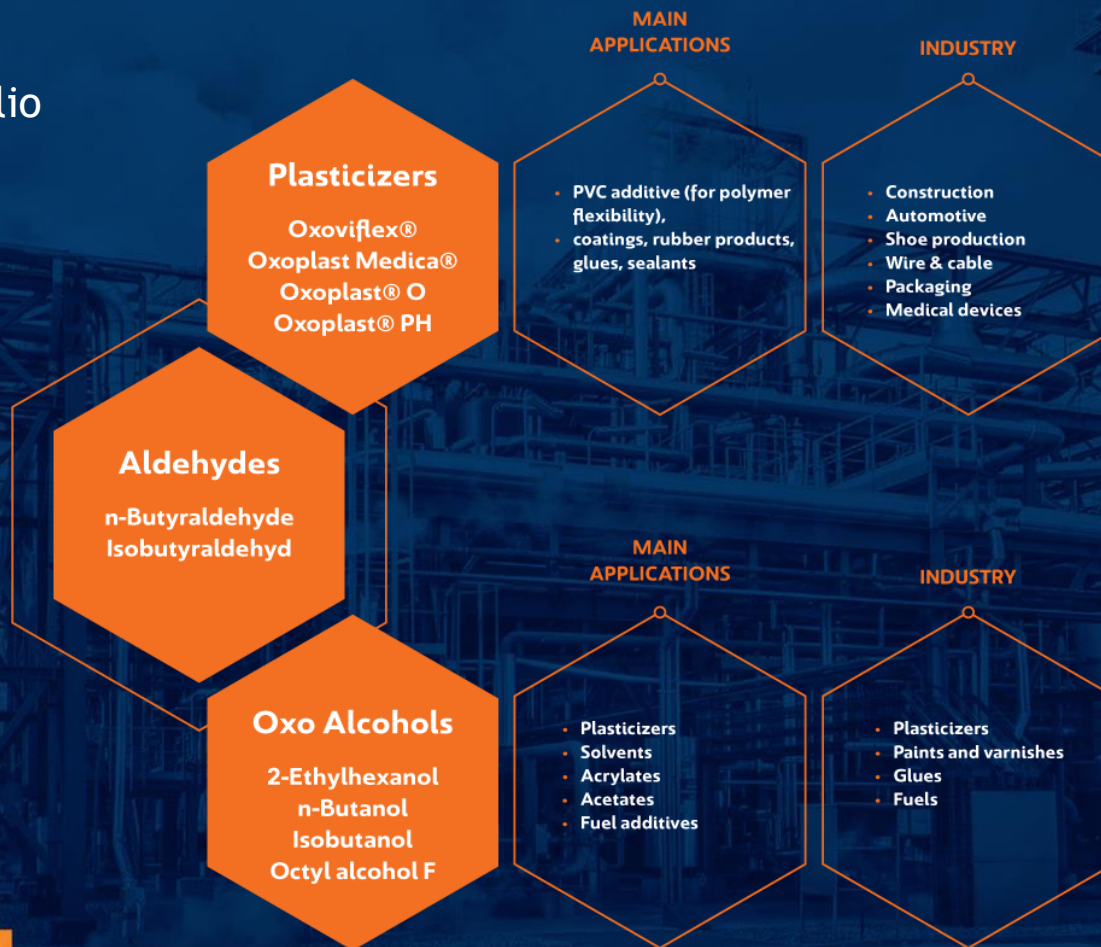 lio
MAIN
APPLICATIONS
INDUSTRY
Plasticizers
Oxoviflex®
Oxoplast Medica®
Oxoplast® O
Oxoplast® PH
• PVC additive (for polymer
flexibility),
• coatings, rubber products,
glues, sealants
• Construction
• Automotive
• Shoe production
• Wire & cable
• Packaging
• Medical devices
Aldehydes
n-Butyraldehyde
Isobutyraldehyd
MAIN
APPLICATIONS
INDUSTRY
Oxo Alcohols
2-Ethylhexanol
n-Butanol
Isobutanol
Octyl alcohol F
• Plasticizers
• Solvents
• Acrylates
• Acetates
• Fuel additives
• Plasticizers
• Paints and varnishes
• Glues
• Fuels